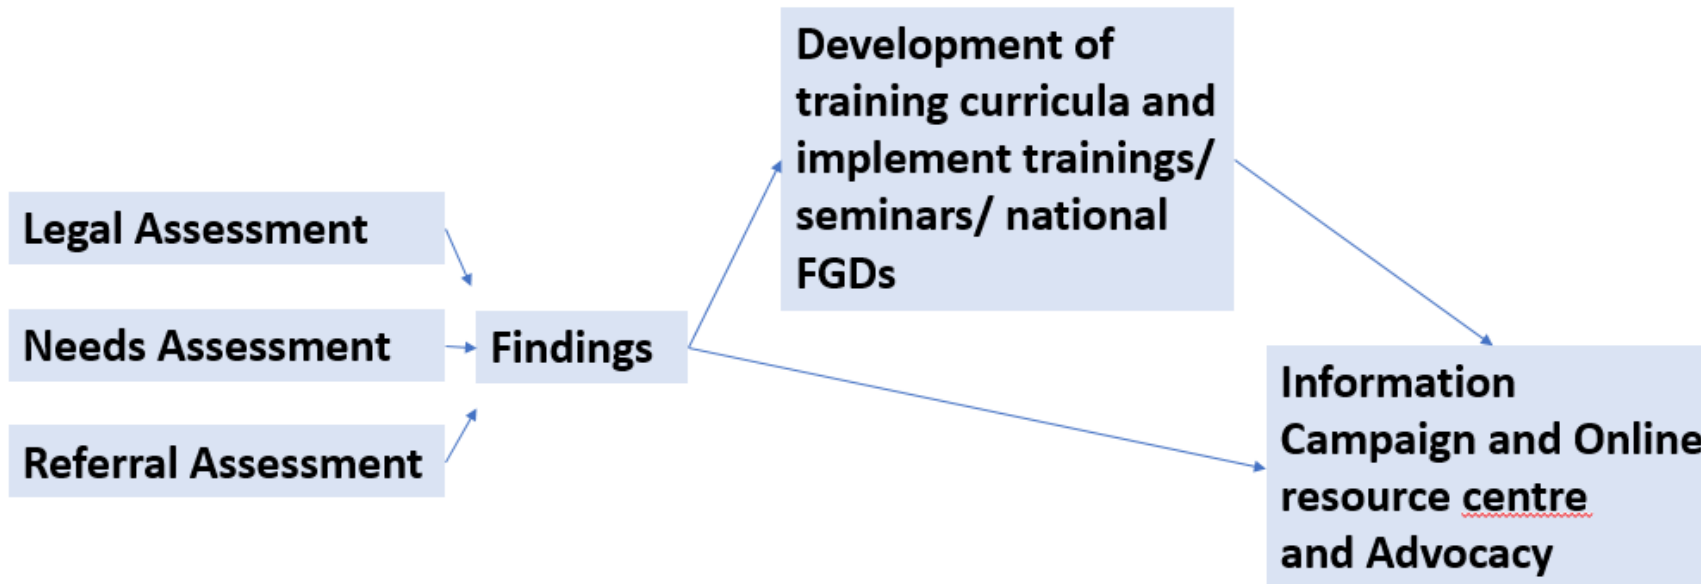 Legal Assessment
Needs Assessment
Referral Assessment
Findings
Development of
training curricula and
implement trainings/
seminars/ national
FGDs
Information
Campaign and Online
resource centre
and Advocacy